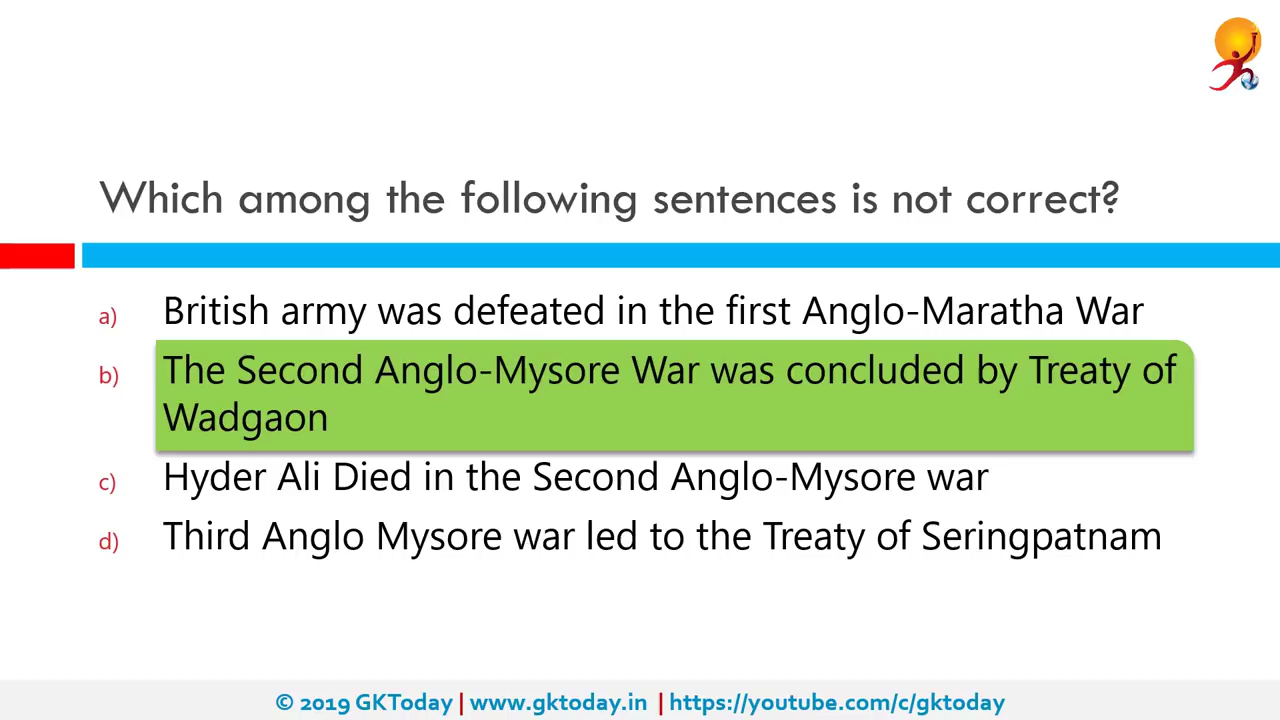 Which among the following sentences is not correct?
a) British army was defeated in the first Anglo-Maratha War
b) The Second Anglo-Mysore War was concluded by Treaty of
Wadgaon
c) Hyder Ali Died in the Second Anglo-Mysore war
d) Third Anglo Mysore war led to the Treaty of Seringpatnam
© 2019 GKToday | www.gktoday.in | https://youtube.com/c/gktoday